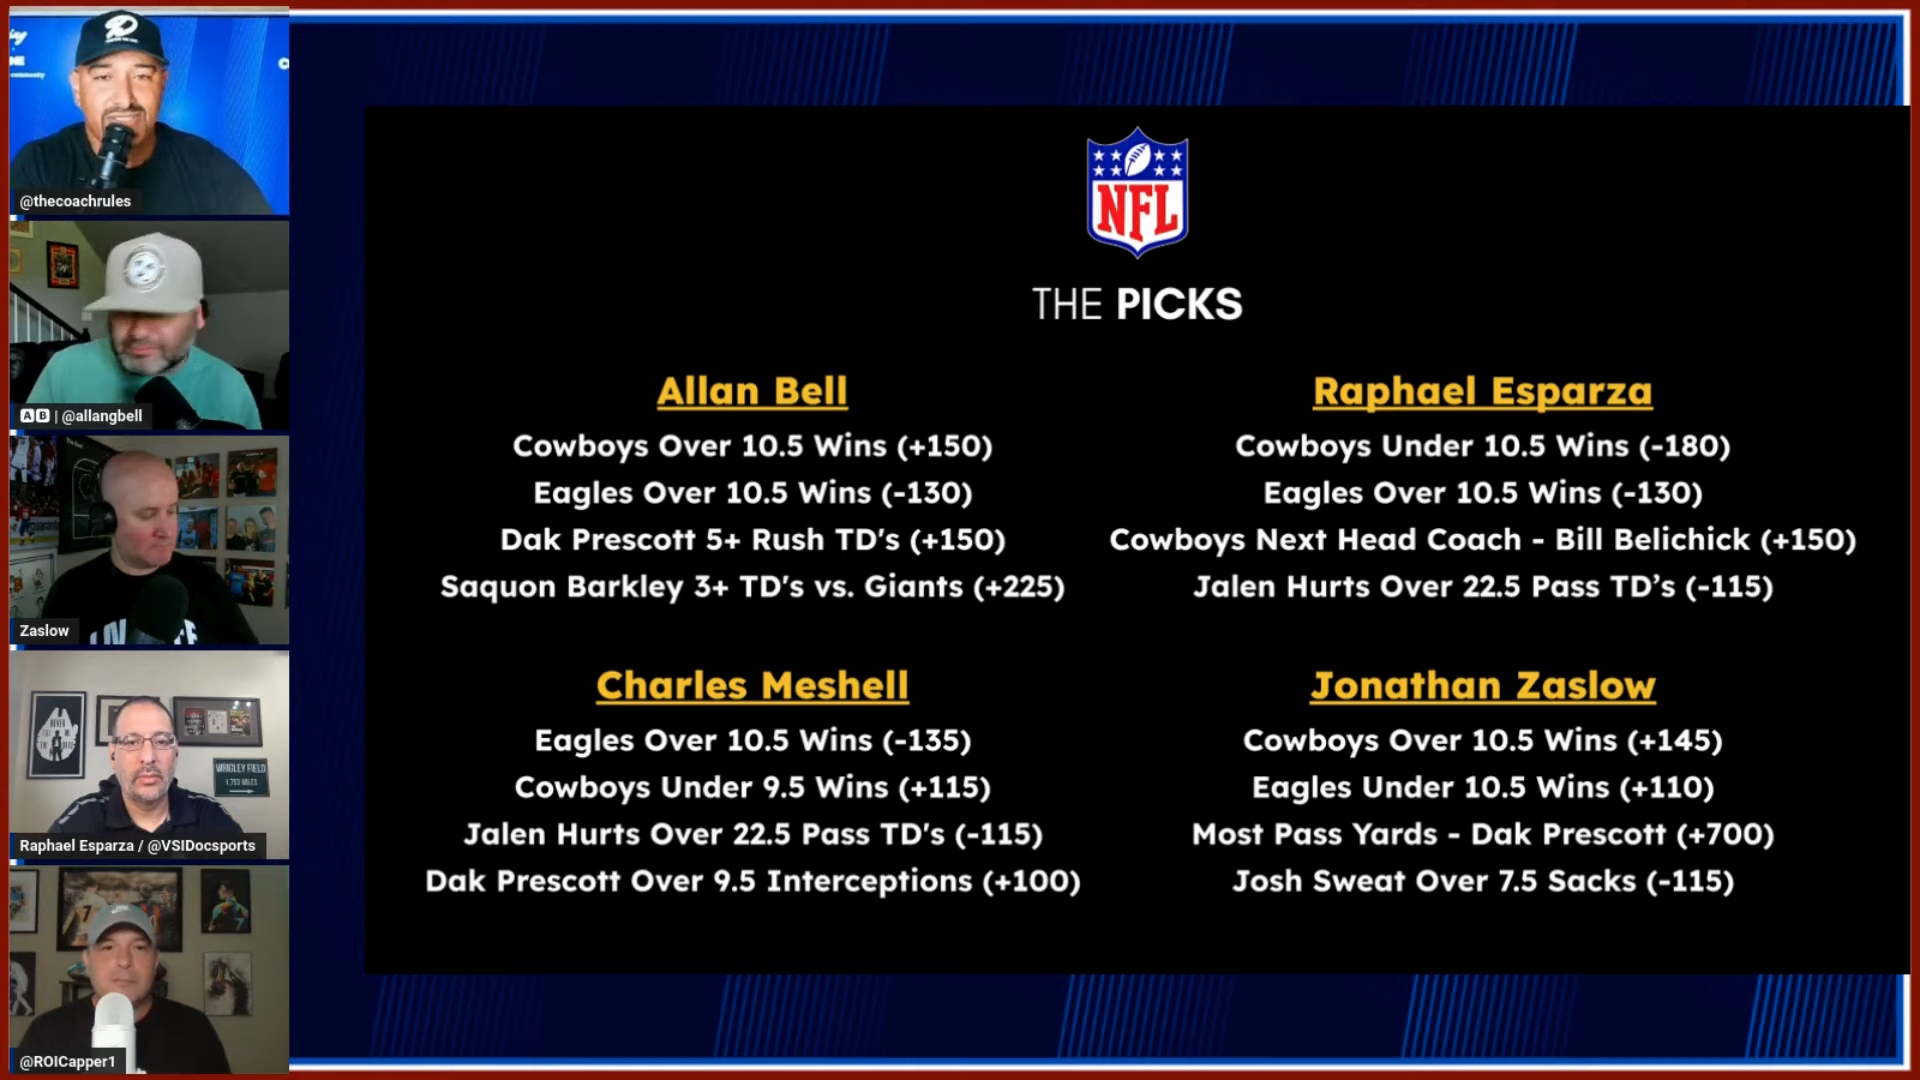 @thecoachrules
🅰🅱 | @allangbell
Zaslow
WRIGLEY FIELD
Raphael Esparza / @VSIDocsports
@ROICapper1
NFL
THE PICKS
Allan Bell
Cowboys Over 10.5 Wins (+150)
Eagles Over 10.5 Wins (-130)
Dak Prescott 5+ Rush TD's (+150)
Saquon Barkley 3+ TD's vs. Giants (+225)
Raphael Esparza
Cowboys Under 10.5 Wins (-180)
Eagles Over 10.5 Wins (-130)
Cowboys Next Head Coach - Bill Belichick (+150)
Jalen Hurts Over 22.5 Pass TD’s (-115)
Charles Meshell
Eagles Over 10.5 Wins (-135)
Cowboys Under 9.5 Wins (+115)
Jalen Hurts Over 22.5 Pass TD's (-115)
Dak Prescott Over 9.5 Interceptions (+100)
Jonathan Zaslow
Cowboys Over 10.5 Wins (+145)
Eagles Under 10.5 Wins (+110)
Most Pass Yards - Dak Prescott (+700)
Josh Sweat Over 7.5 Sacks (-115)